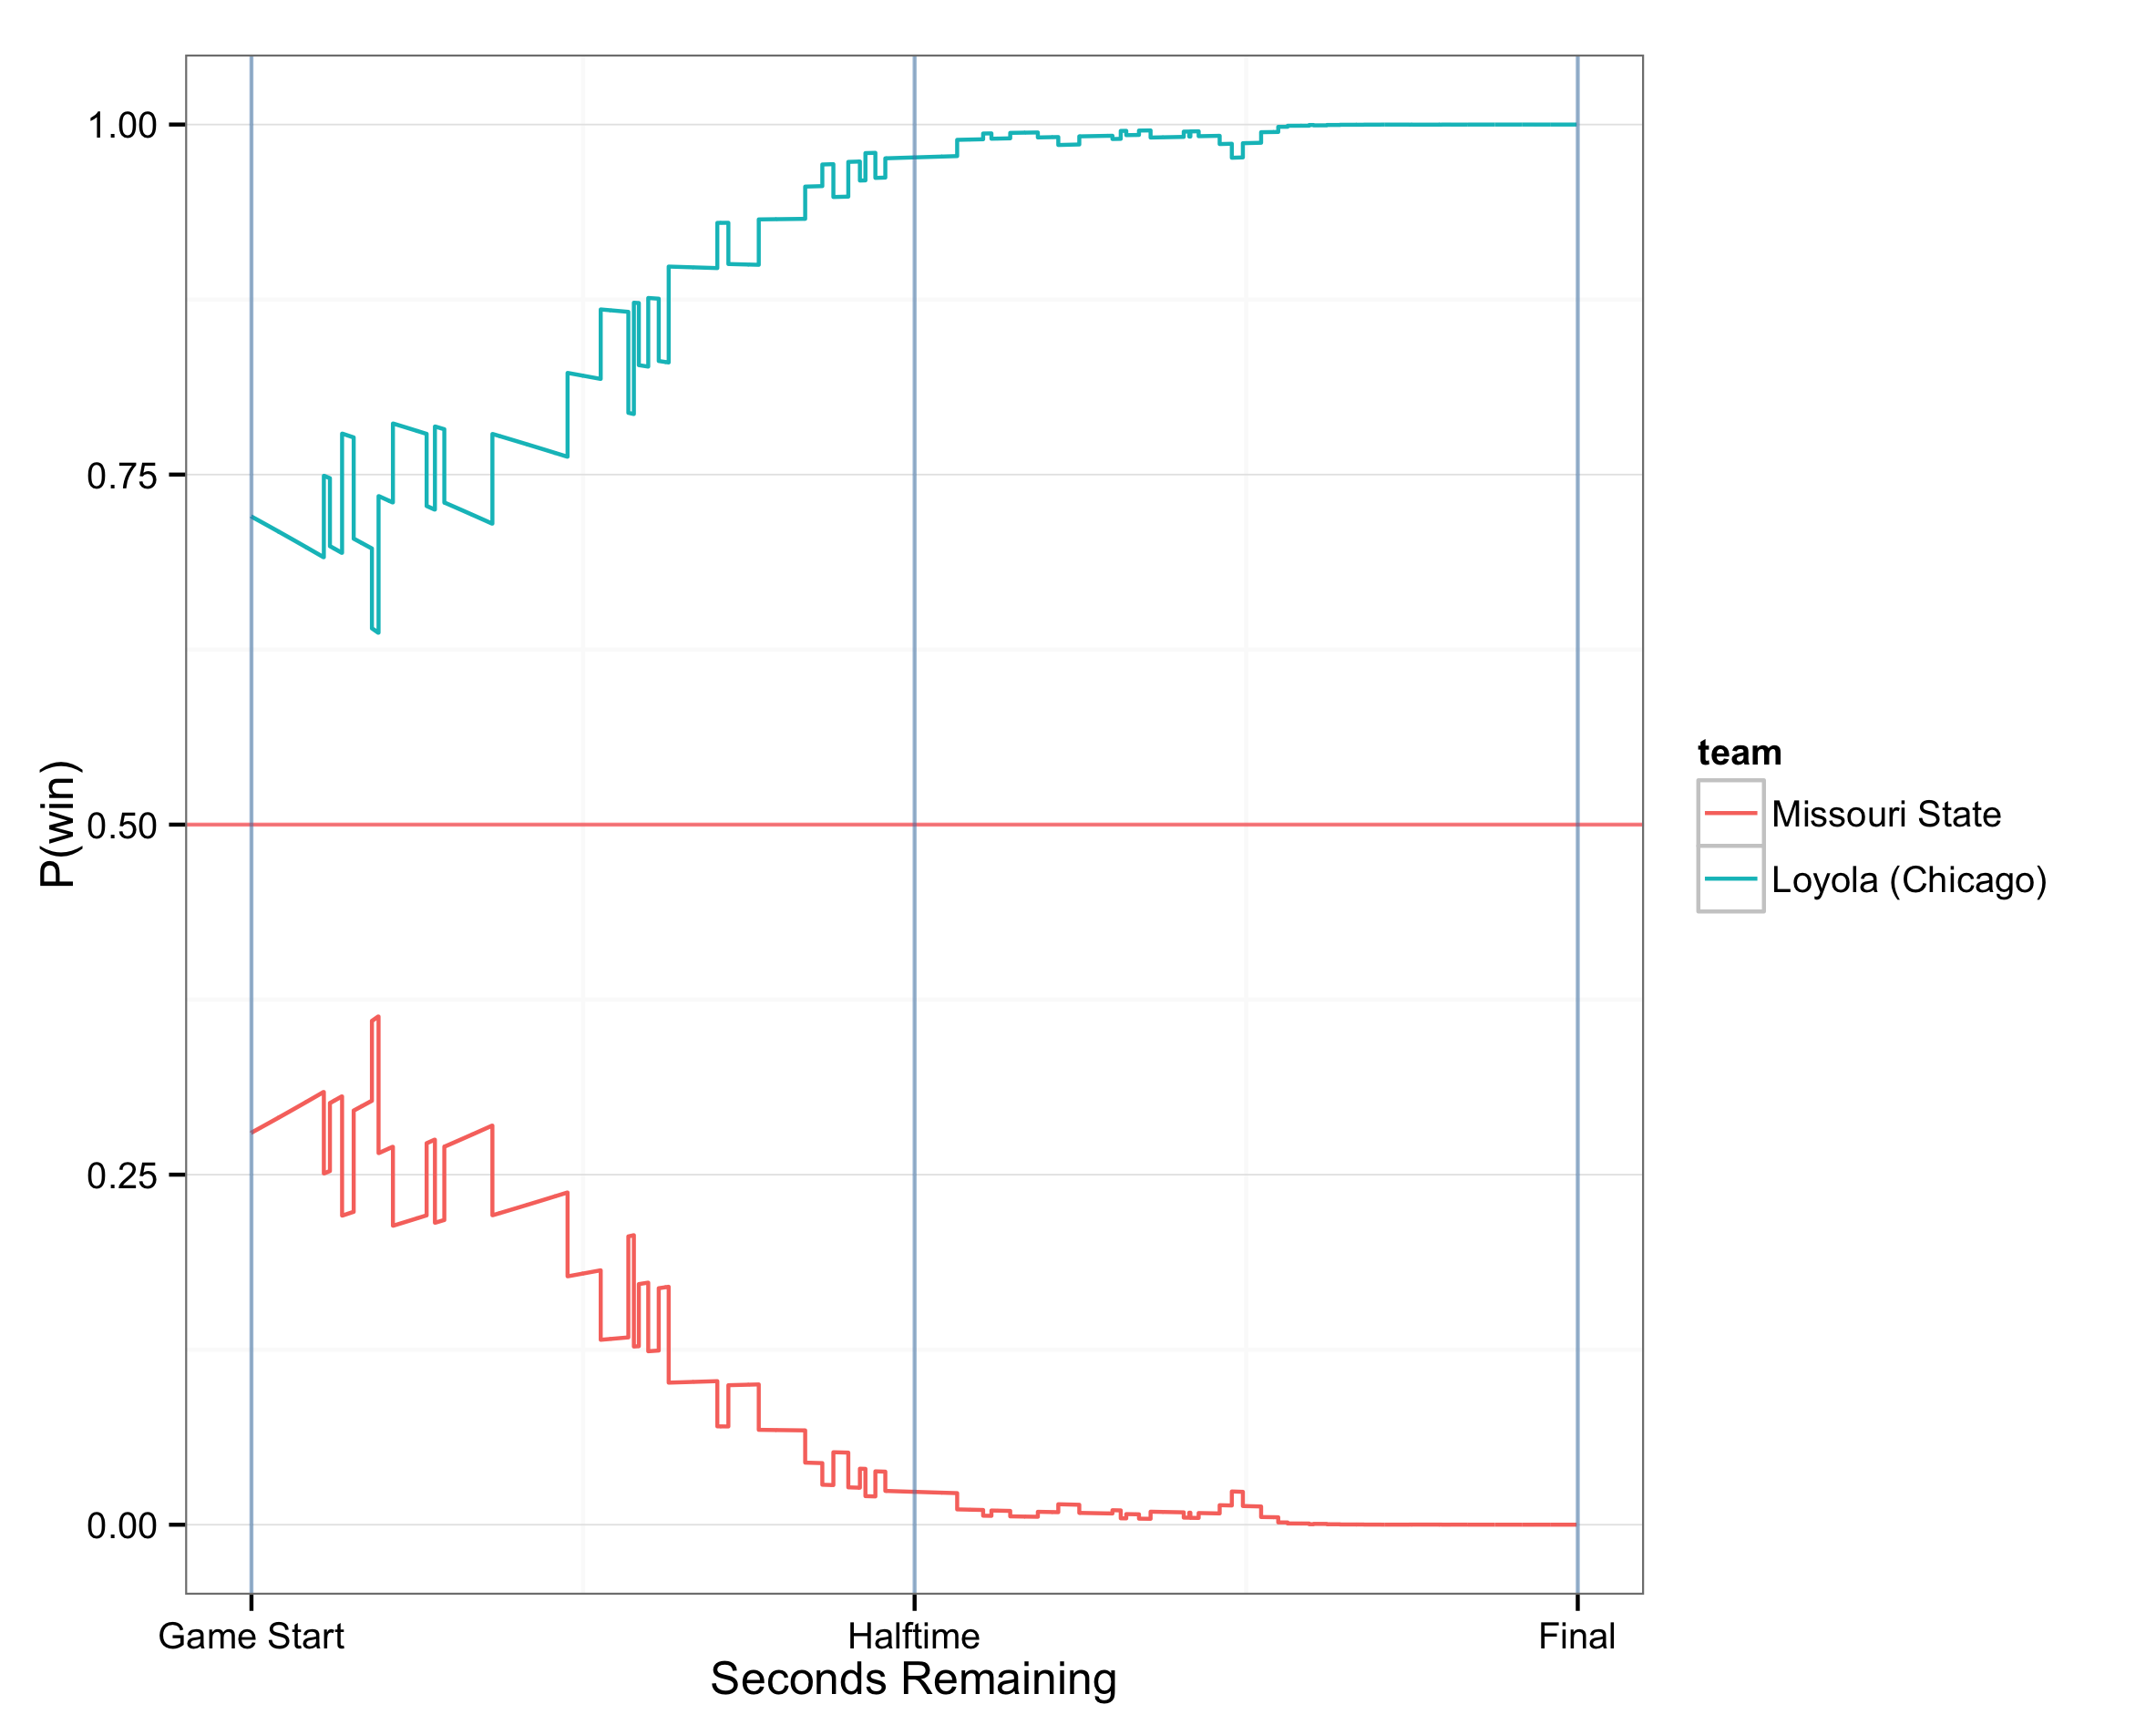 1.00
0.75
0.50
0.25
0.00
P(win)
Game Start
Halftime
Final
Seconds Remaining
team
Missouri State
Loyola (Chicago)